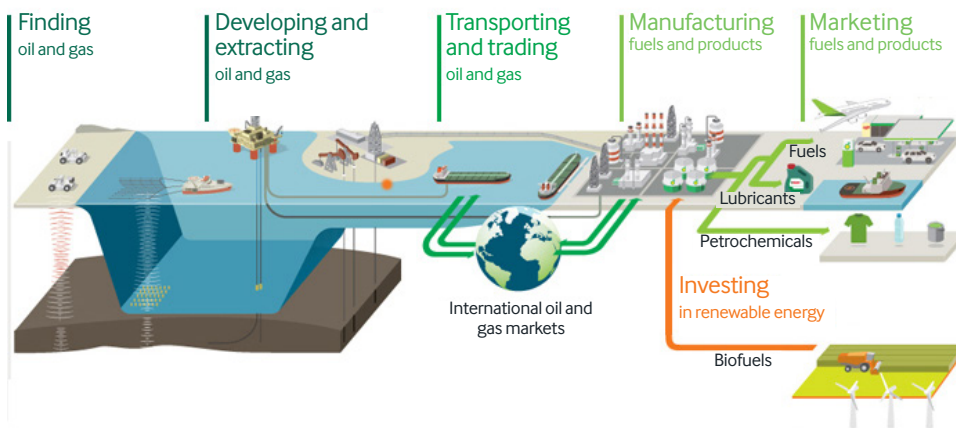 Finding
oil and gas
Developing and
extracting
oil and gas
Transporting
and trading
oil and gas
Manufacturing
fuels and products
Marketing
fuels and products
Fuels
Lubricants
Petrochemicals
International oil and
gas markets
Investing
in renewable energy
Biofuels